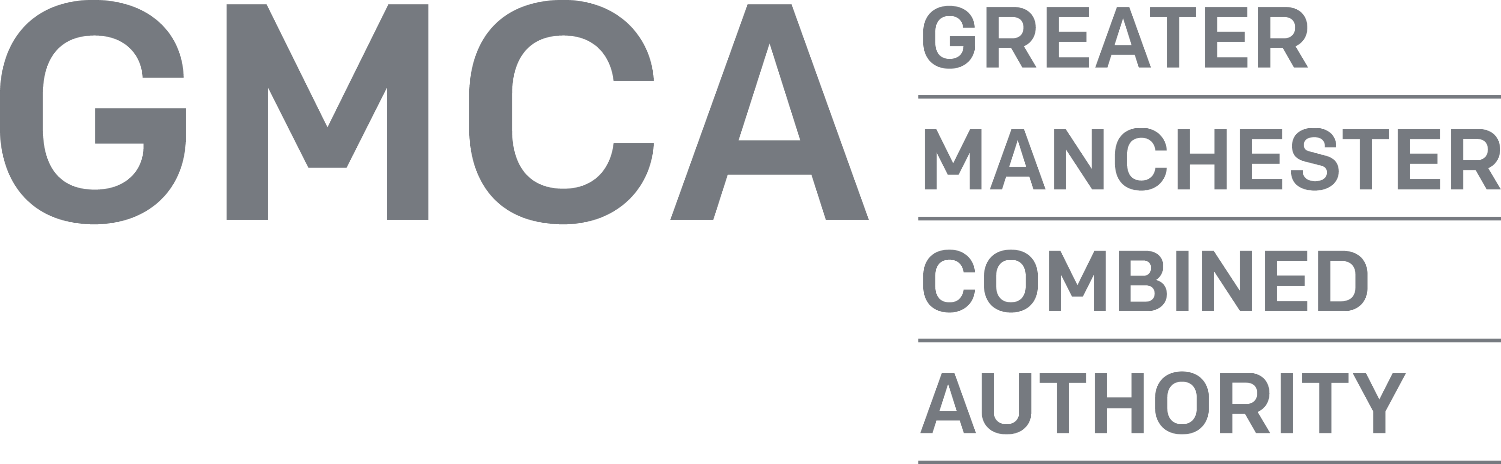 GMCA
GREATER
MANCHESTER
COMBINED
AUTHORITY